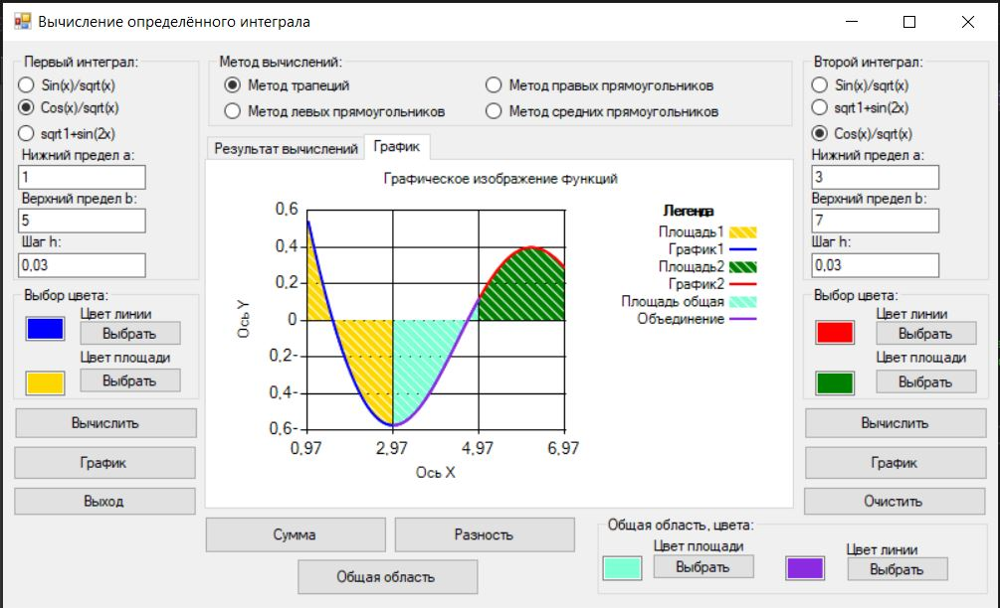 Вычисление определённого интеграла
Первый интеграл:
Sin(x)/sqrt(x)
Cos(x)/sqrt(x)
sqrt1+sin(2x)
Нижний предел a:
1
Верхний предел b:
5
Шаг h:
0,03
Выбор цвета:
Цвет линии
Выбрать
Цвет площади
Выбрать
Вычислить
График
Выход
Метод вычислений:
Метод трапеций
Метод правых прямоугольников
Метод левых прямоугольников
Метод средних прямоугольников
Результат вычислений
График
Графическое изображение функций
0,6
0,4
0,2
0
0,2-
0,4-
0,6-
Ось Y
0,97 2,97 4,97 6,97
Ось X
Легенда
Площадь1
График1
Площадь2
График2
Площадь общая
Объединение
Сумма
Разность
Общая область
Второй интеграл:
Sin(x)/sqrt(x)
sqrt1+sin(2x)
Cos(x)/sqrt(x)
Нижний предел a:
3
Верхний предел b:
7
Шаг h:
0,03
Выбор цвета:
Цвет линии
Выбрать
Цвет площади
Выбрать
Вычислить
График
Очистить
Общая область, цвета:
Цвет площади
Выбрать
Цвет линии
Выбрать